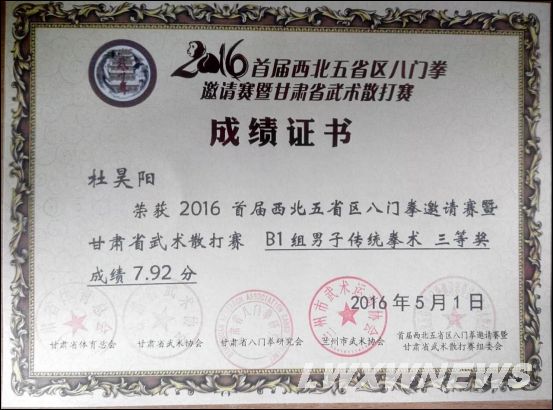 2016首届西北五省区八门拳
邀请赛暨甘肃省武术散打赛
成绩证书
杜昊阳
荣获 2016 首届西北五省区八门拳邀请赛暨
甘肃省武术散打赛 B1组男子传统拳术 三等奖
成绩 7.92 分
2016年5月1日
甘肃省体育总会 甘肃省武术协会 甘肃省八门拳研究会 兰州市武术协会 首届西北五省区八门拳邀请赛暨
甘肃省武术散打赛组委会
LWXWNEWS